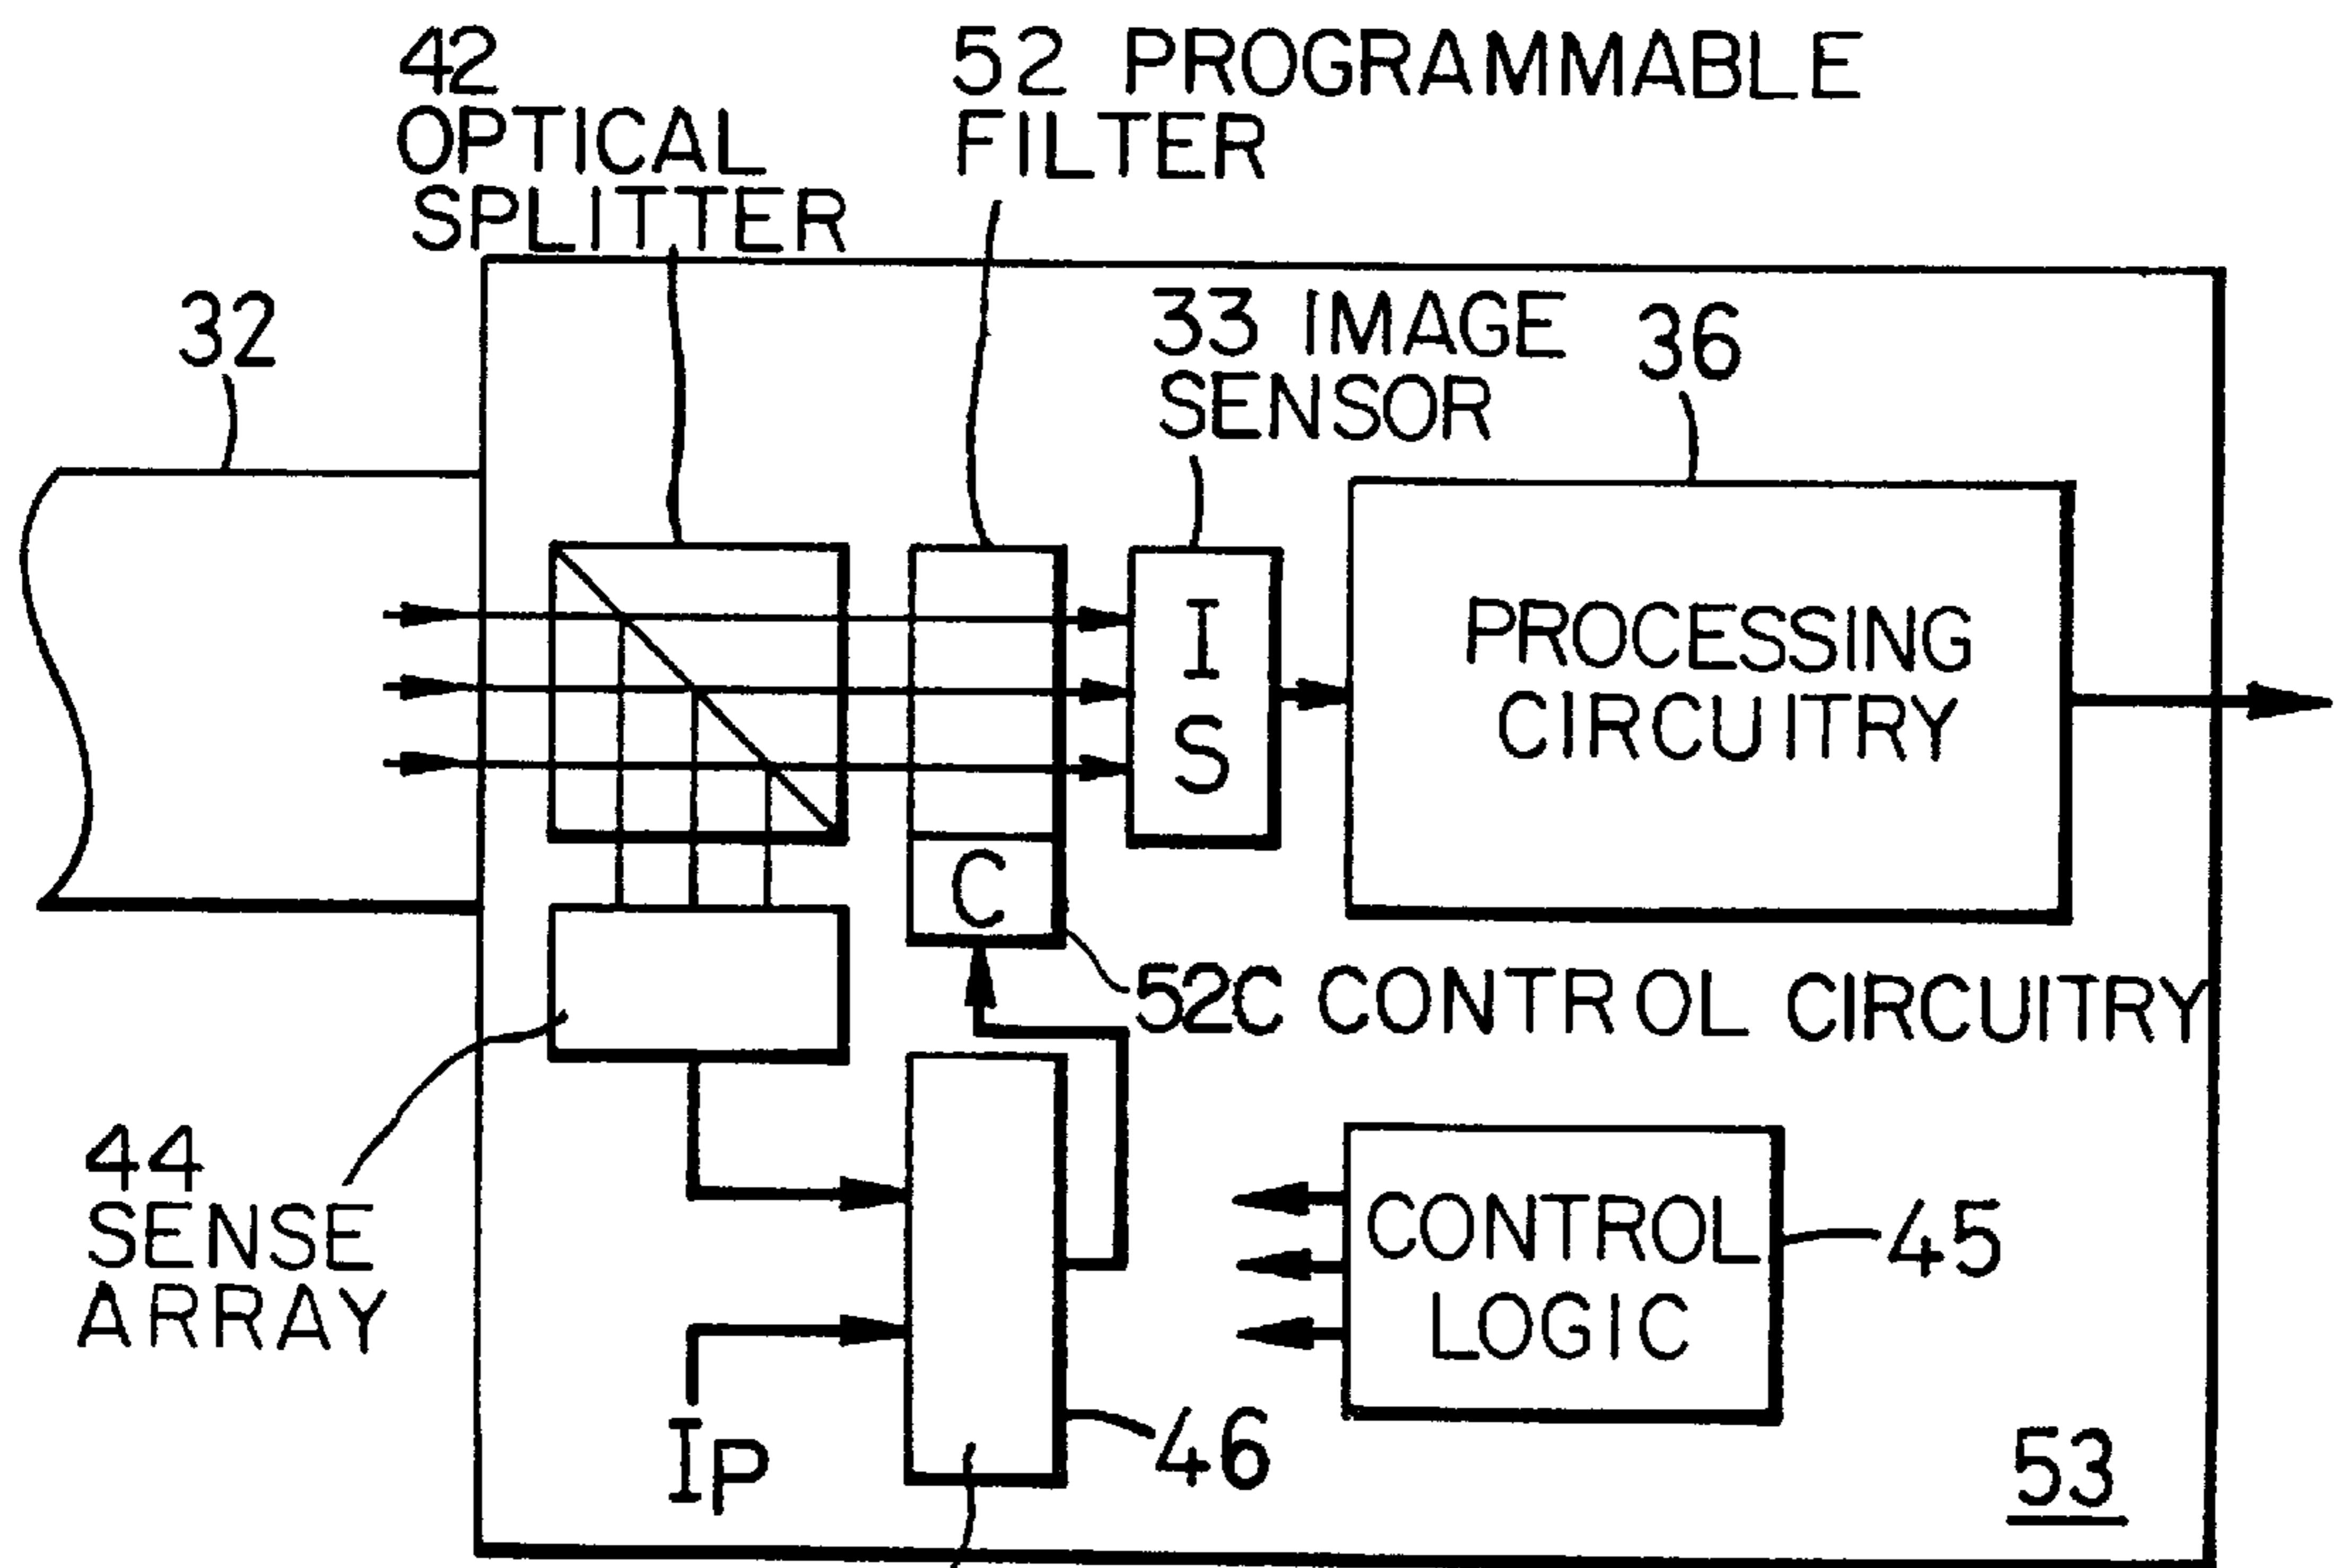 42
OPTICAL
SPLITTER
52 PROGRAMMABLE
FILTER
32
33 IMAGE
SENSOR
36
I
S
PROCESSING
CIRCUITRY
C
52C CONTROL CIRCUITRY
44
SENSE
ARRAY
CONTROL
LOGIC
45
IP
46
53